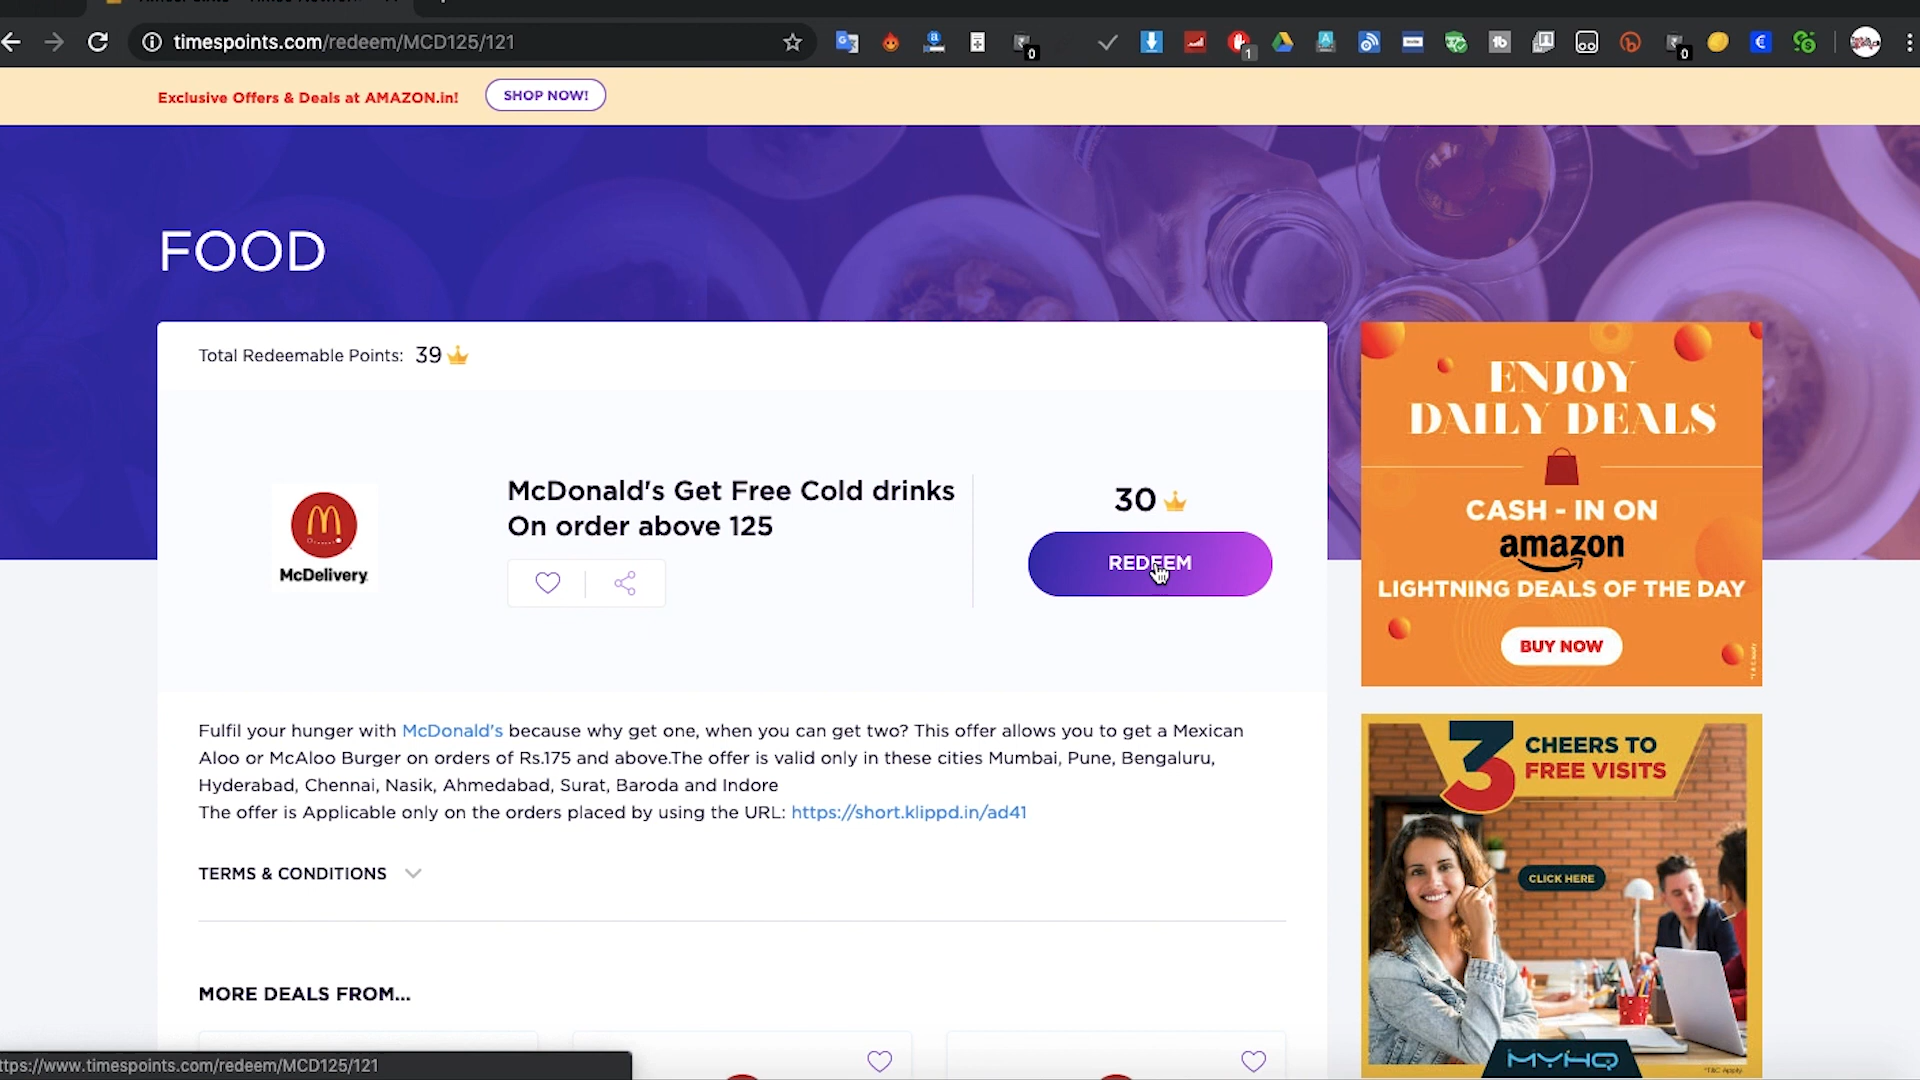 timespoints.com/redeem/MCD125/121
0
1
0
Exclusive Offers & Deals at AMAZON.in!
SHOP NOW!
FOOD
Total Redeemable Points: 39
McDelivery
McDonald's Get Free Cold drinks
On order above 125
30
REDEEM
Fulfil your hunger with McDonald's because why get one, when you can get two? This offer allows you to get a Mexican
Aloo or McAloo Burger on orders of Rs.175 and above.The offer is valid only in these cities Mumbai, Pune, Bengaluru,
Hyderabad, Chennai, Nasik, Ahmedabad, Surat, Baroda and Indore
The offer is Applicable only on the orders placed by using the URL: https://short.klippd.in/ad41
TERMS & CONDITIONS
MORE DEALS FROM...
ENJOY
DAILY DEALS
CASH - IN ON
amazon
LIGHTNING DEALS OF THE DAY
BUY NOW
3 CHEERS TO
FREE VISITS
CLICK HERE
MYHQ
*T&C Apply
ttps://www.timespoints.com/redeem/MCD125/121